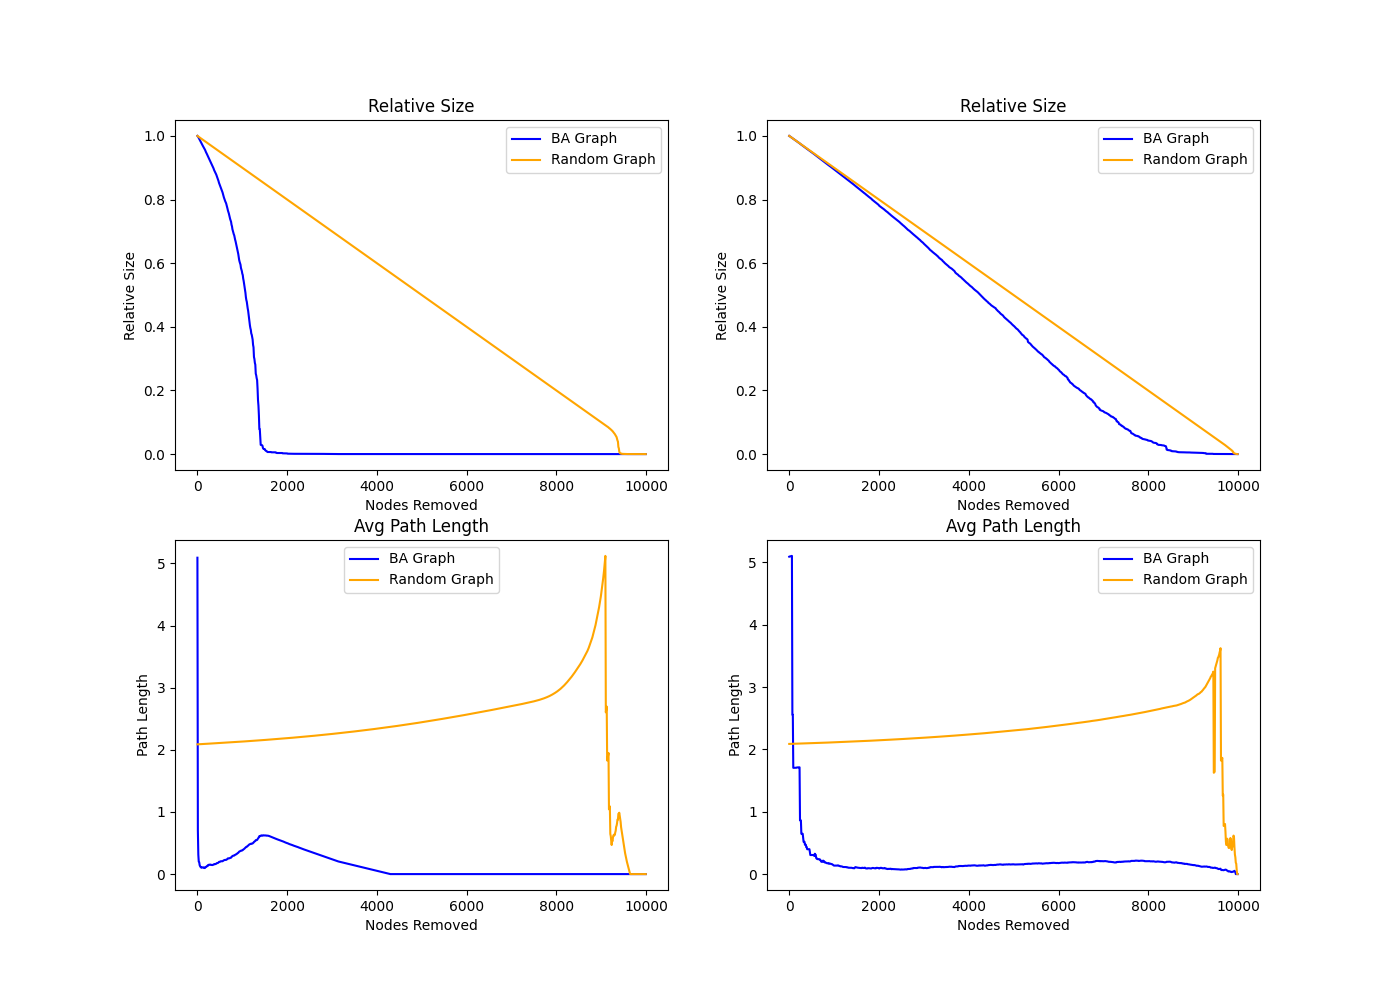 Relative Size
Relative Size
1.0
0.8
0.6
0.4
0.2
0.0
BA Graph
Random Graph
0 2000 4000 6000 8000 10000
Nodes Removed
Relative Size
Relative Size
1.0
0.8
0.6
0.4
0.2
0.0
BA Graph
Random Graph
0 2000 4000 6000 8000 10000
Nodes Removed
Avg Path Length
Path Length
5
4
3
2
1
0
BA Graph
Random Graph
0 2000 4000 6000 8000 10000
Nodes Removed
Avg Path Length
Path Length
5
4
3
2
1
0
BA Graph
Random Graph
0 2000 4000 6000 8000 10000
Nodes Removed